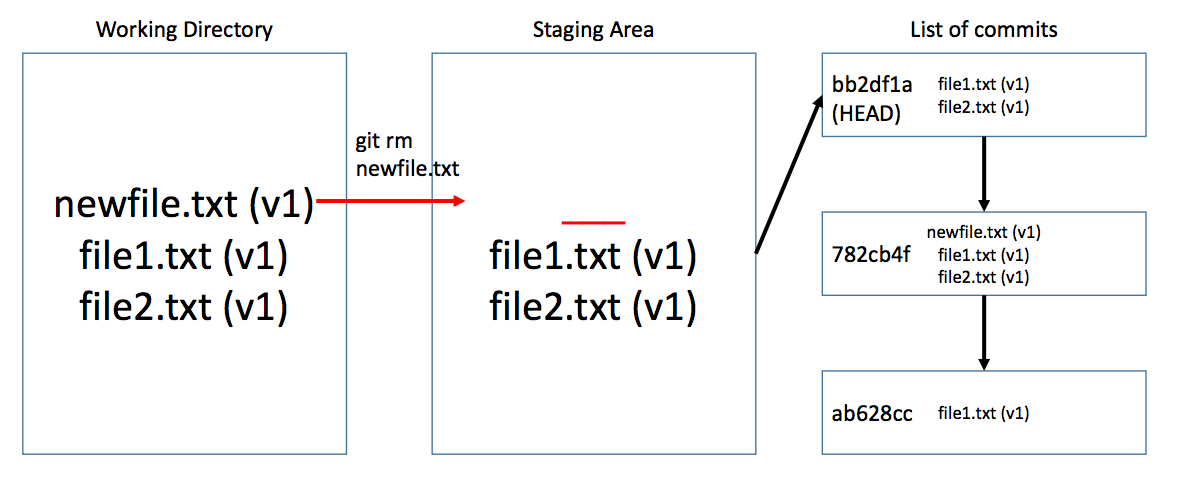 Working Directory
Staging Area
List of commits
git rm
newfile.txt
newfile.txt (v1)
file1.txt (v1)
file2.txt (v1)
file1.txt (v1)
file2.txt (v1)
bb2df1a
(HEAD)
file1.txt (v1)
file2.txt (v1)
782cb4f
newfile.txt (v1)
file1.txt (v1)
file2.txt (v1)
ab628cc
file1.txt (v1)